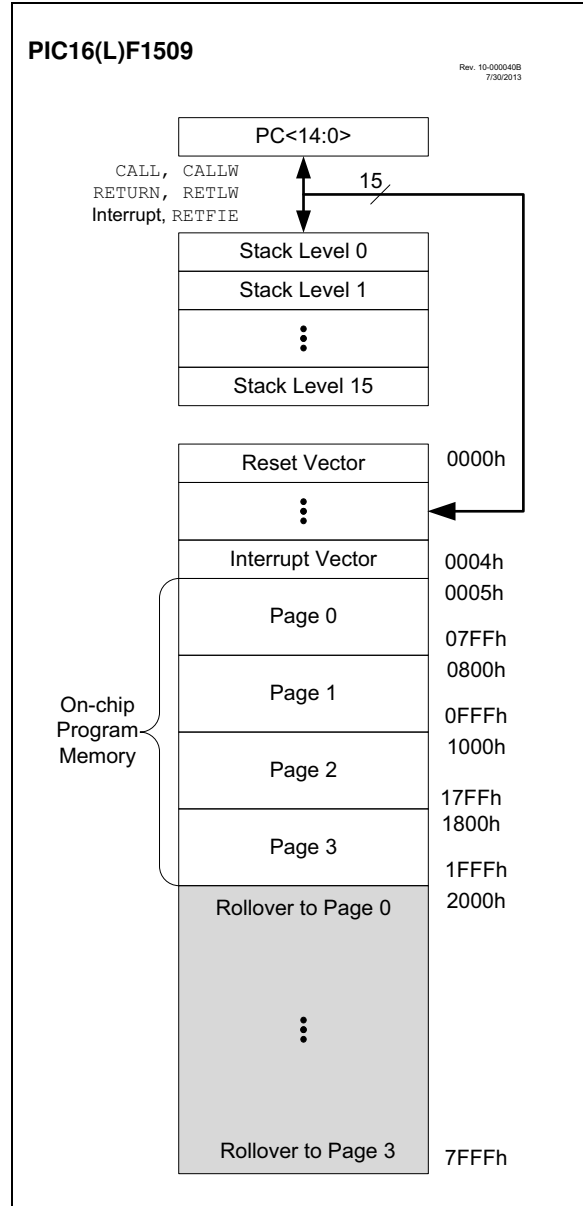 PIC16(L)F1509
Rev. 10-000040B
7/30/2013
PC<14:0>
CALL, CALLW
RETURN, RETLW
Interrupt, RETFIE
15
Stack Level 0
Stack Level 1
Stack Level 15
Reset Vector
0000h
Interrupt Vector
0004h
0005h
Page 0
07FFh
0800h
Page 1
0FFFh
On-chip
Program
Memory
1000h
Page 2
17FFh
1800h
Page 3
1FFFh
Rollover to Page 0
2000h
Rollover to Page 3
7FFFh